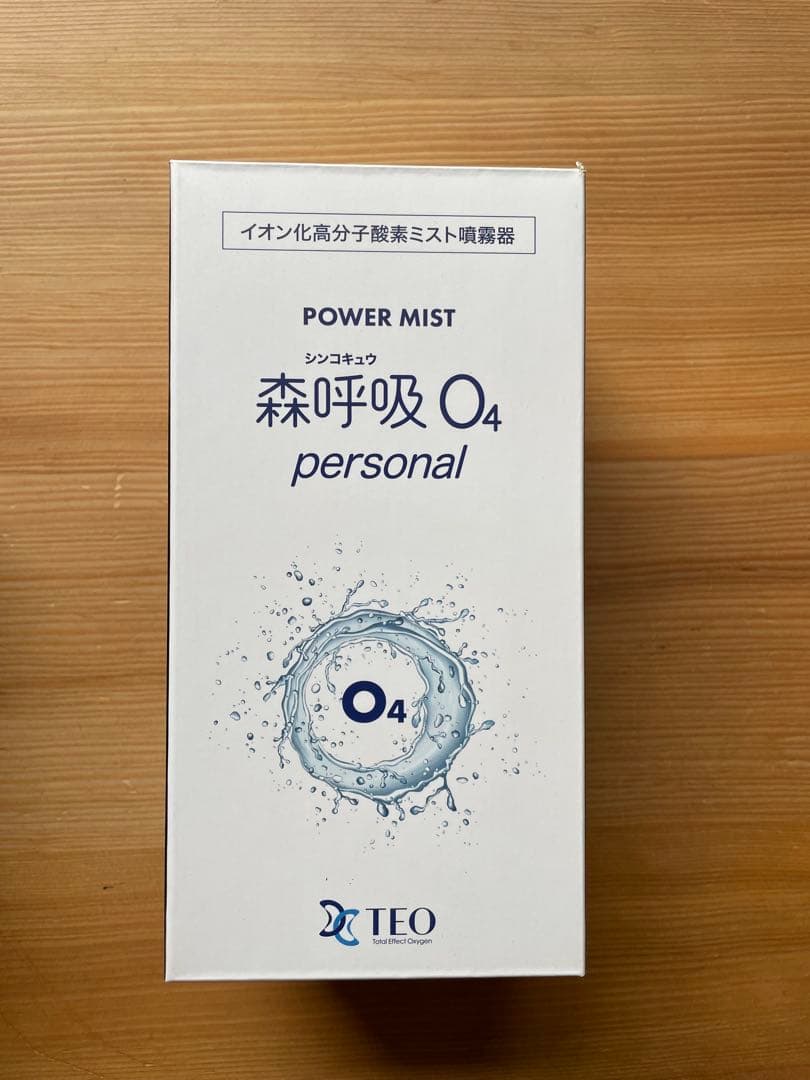 イオン化高分子酸素ミスト噴霧器
POWER MIST
シンコキュウ
森呼吸 O4
personal
O4
TEO
Total Effect Oxygen